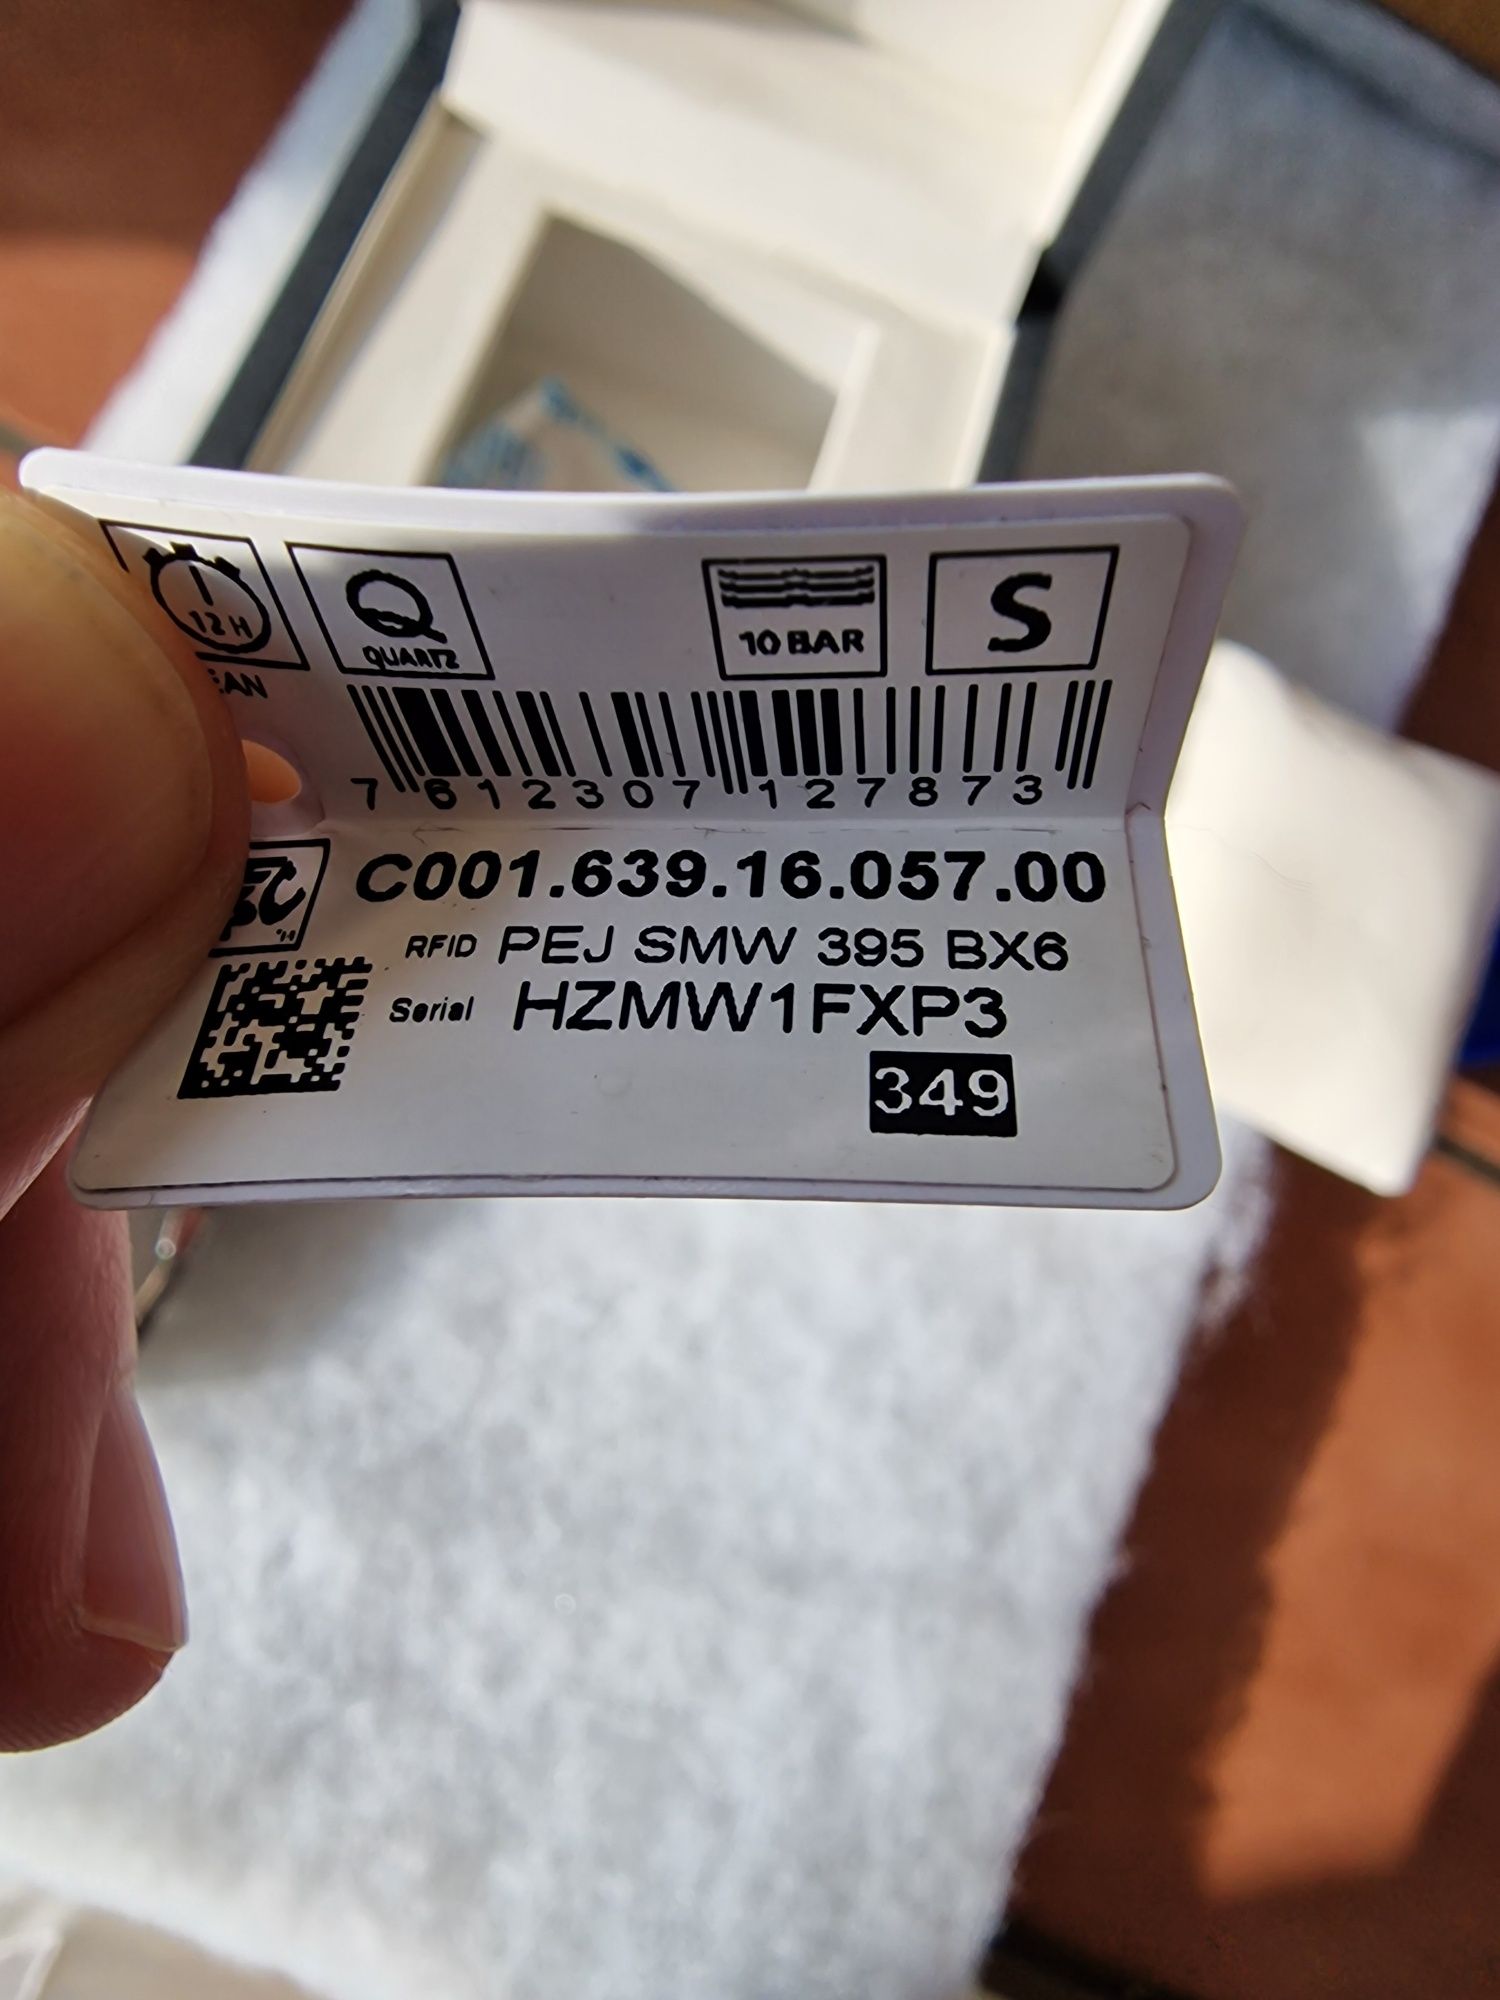 12 H
QUARTZ
10 BAR
S
EAN
7 612307 127873
C001.639.16.057.00
RFID PEJ SMW 395 BX6
Serial HZMW1FXP3
349